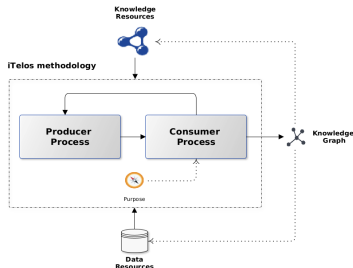 Knowledge
Resources
iTelos methodology
Producer
Process
Consumer
Process
Knowledge
Graph
Purpose
Data
Resources